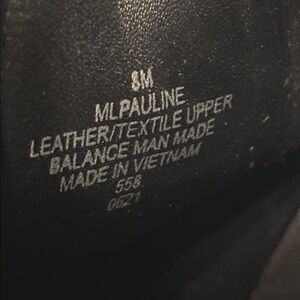 8M
MLPAULINE
LEATHER/TEXTILE UPPER
BALANCE MAN MADE
MADE IN VIETNAM
558
0621